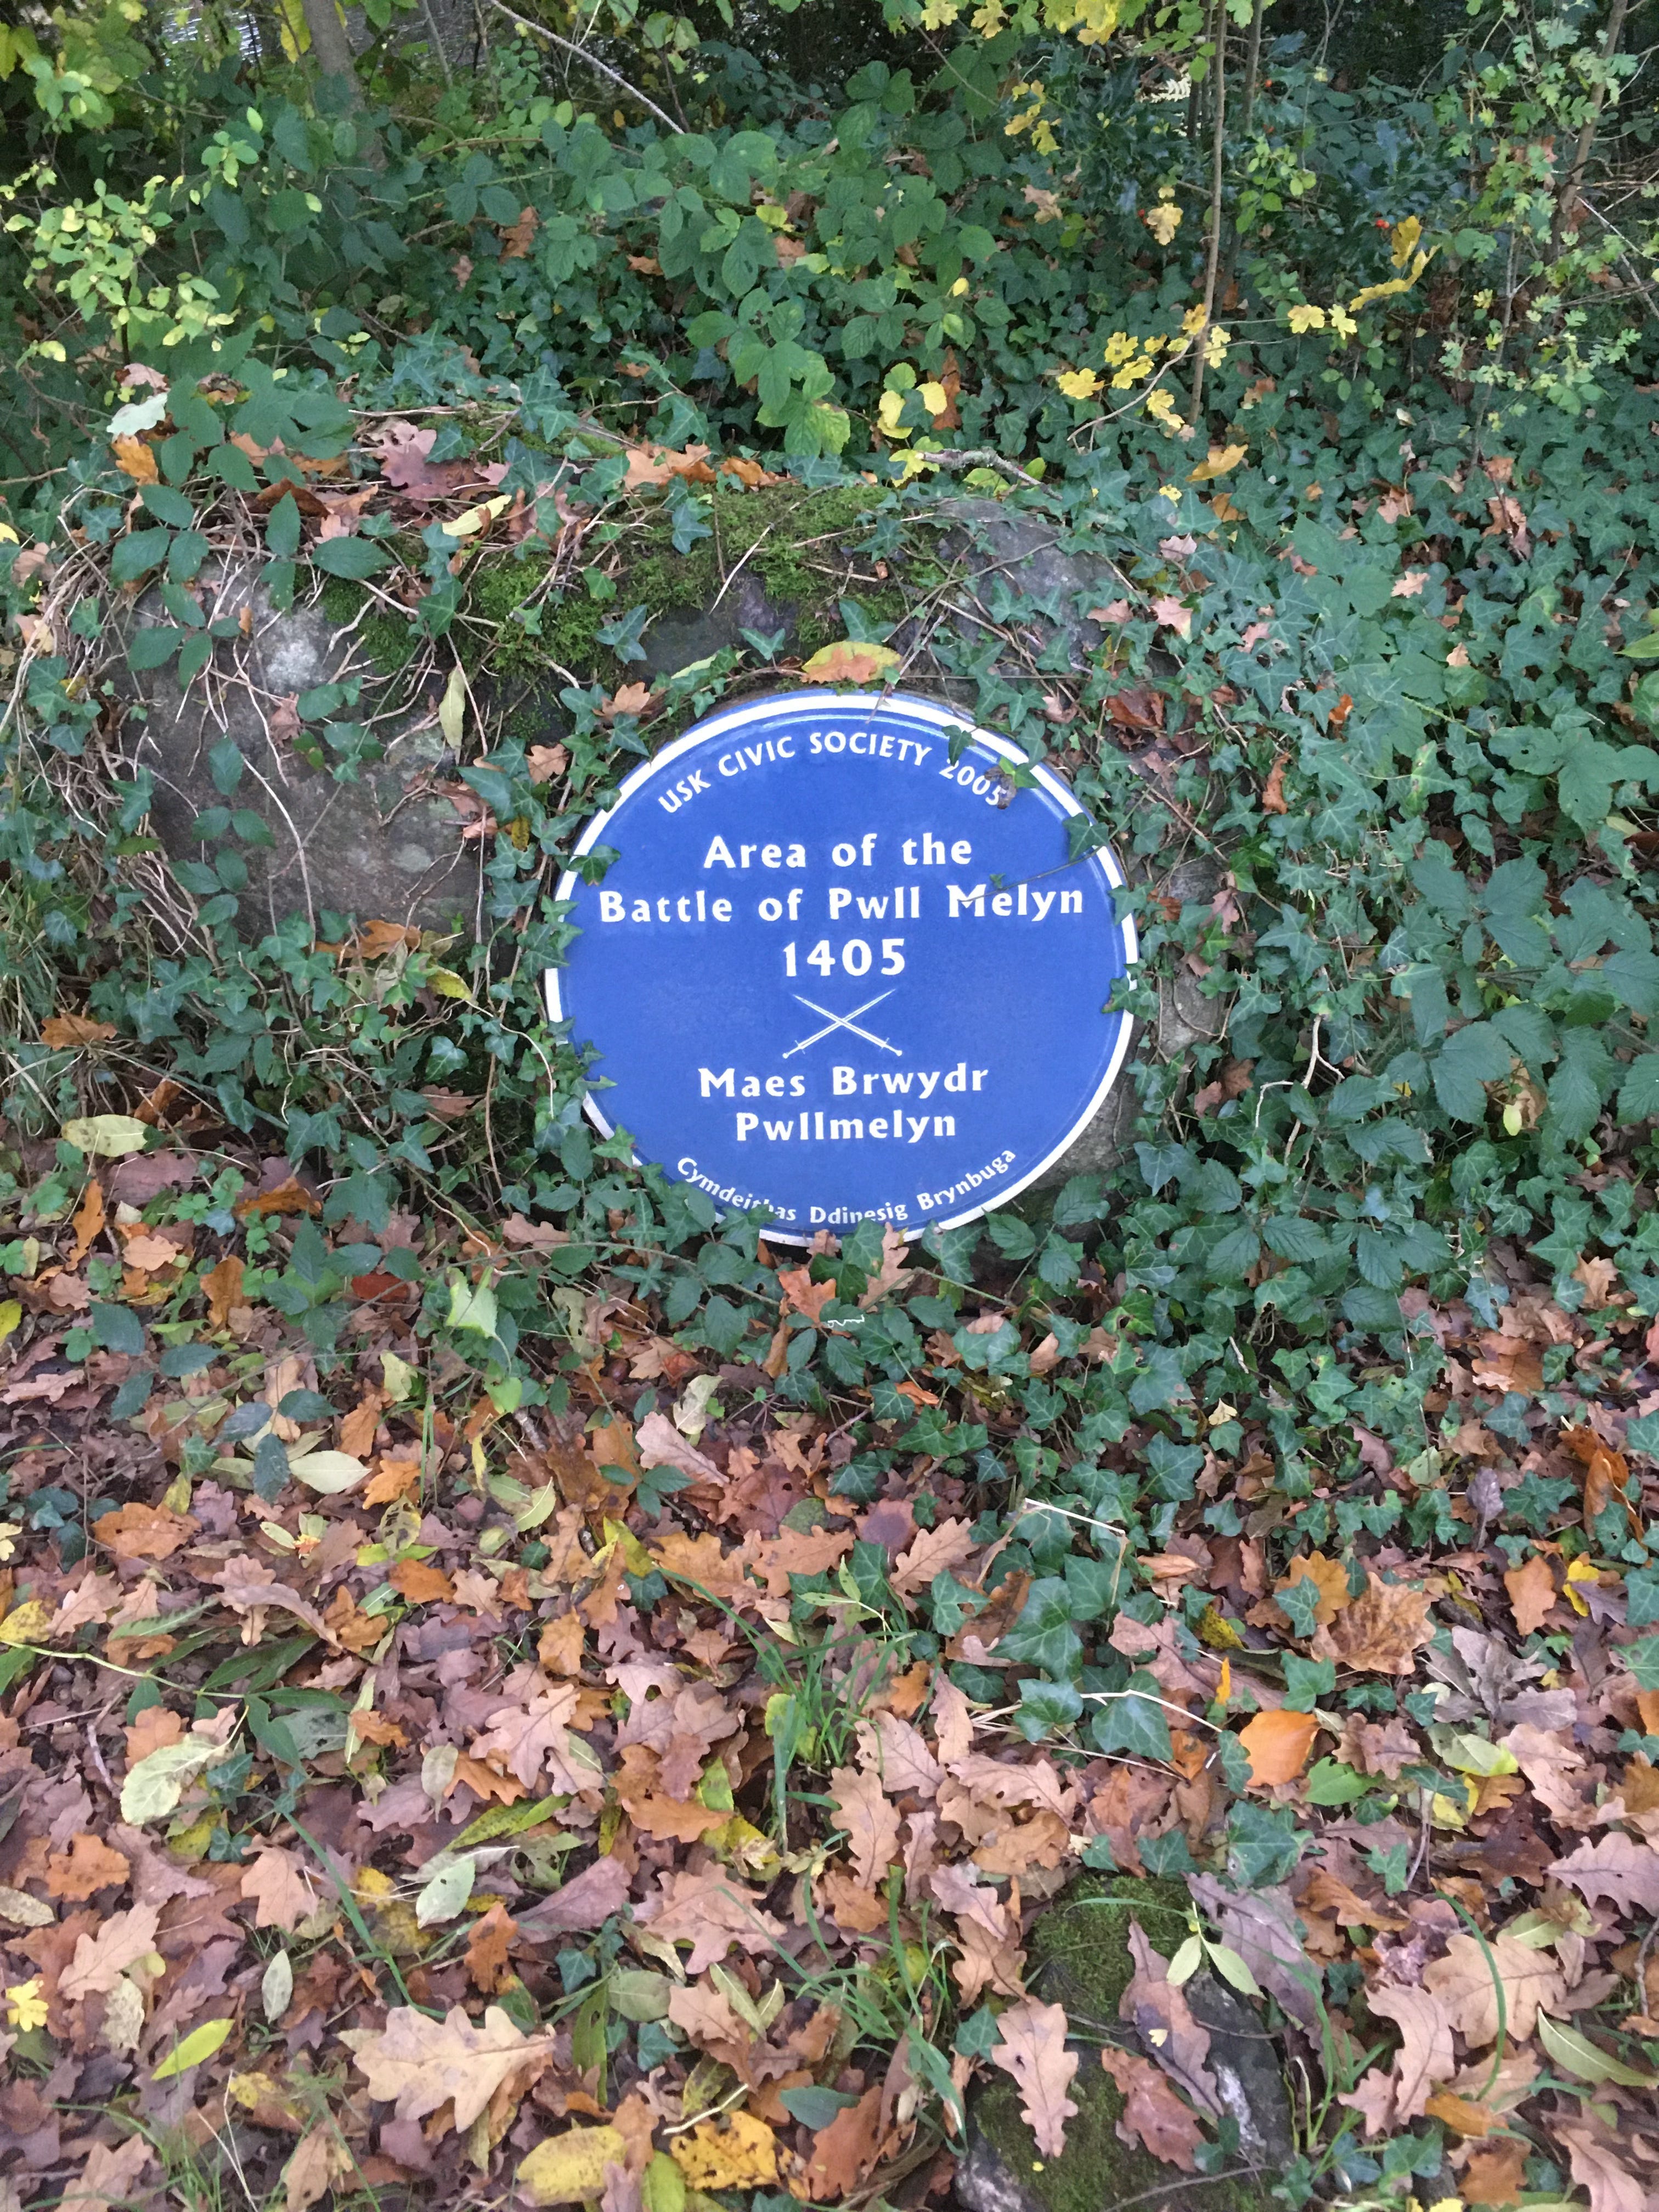 USK CIVIC SOCIETY 2005
Area of the
Battle of Pwll Melyn
1405
Maes Brwydr
Pwllmelyn
Cymdeithas Ddinesig Brynbuga